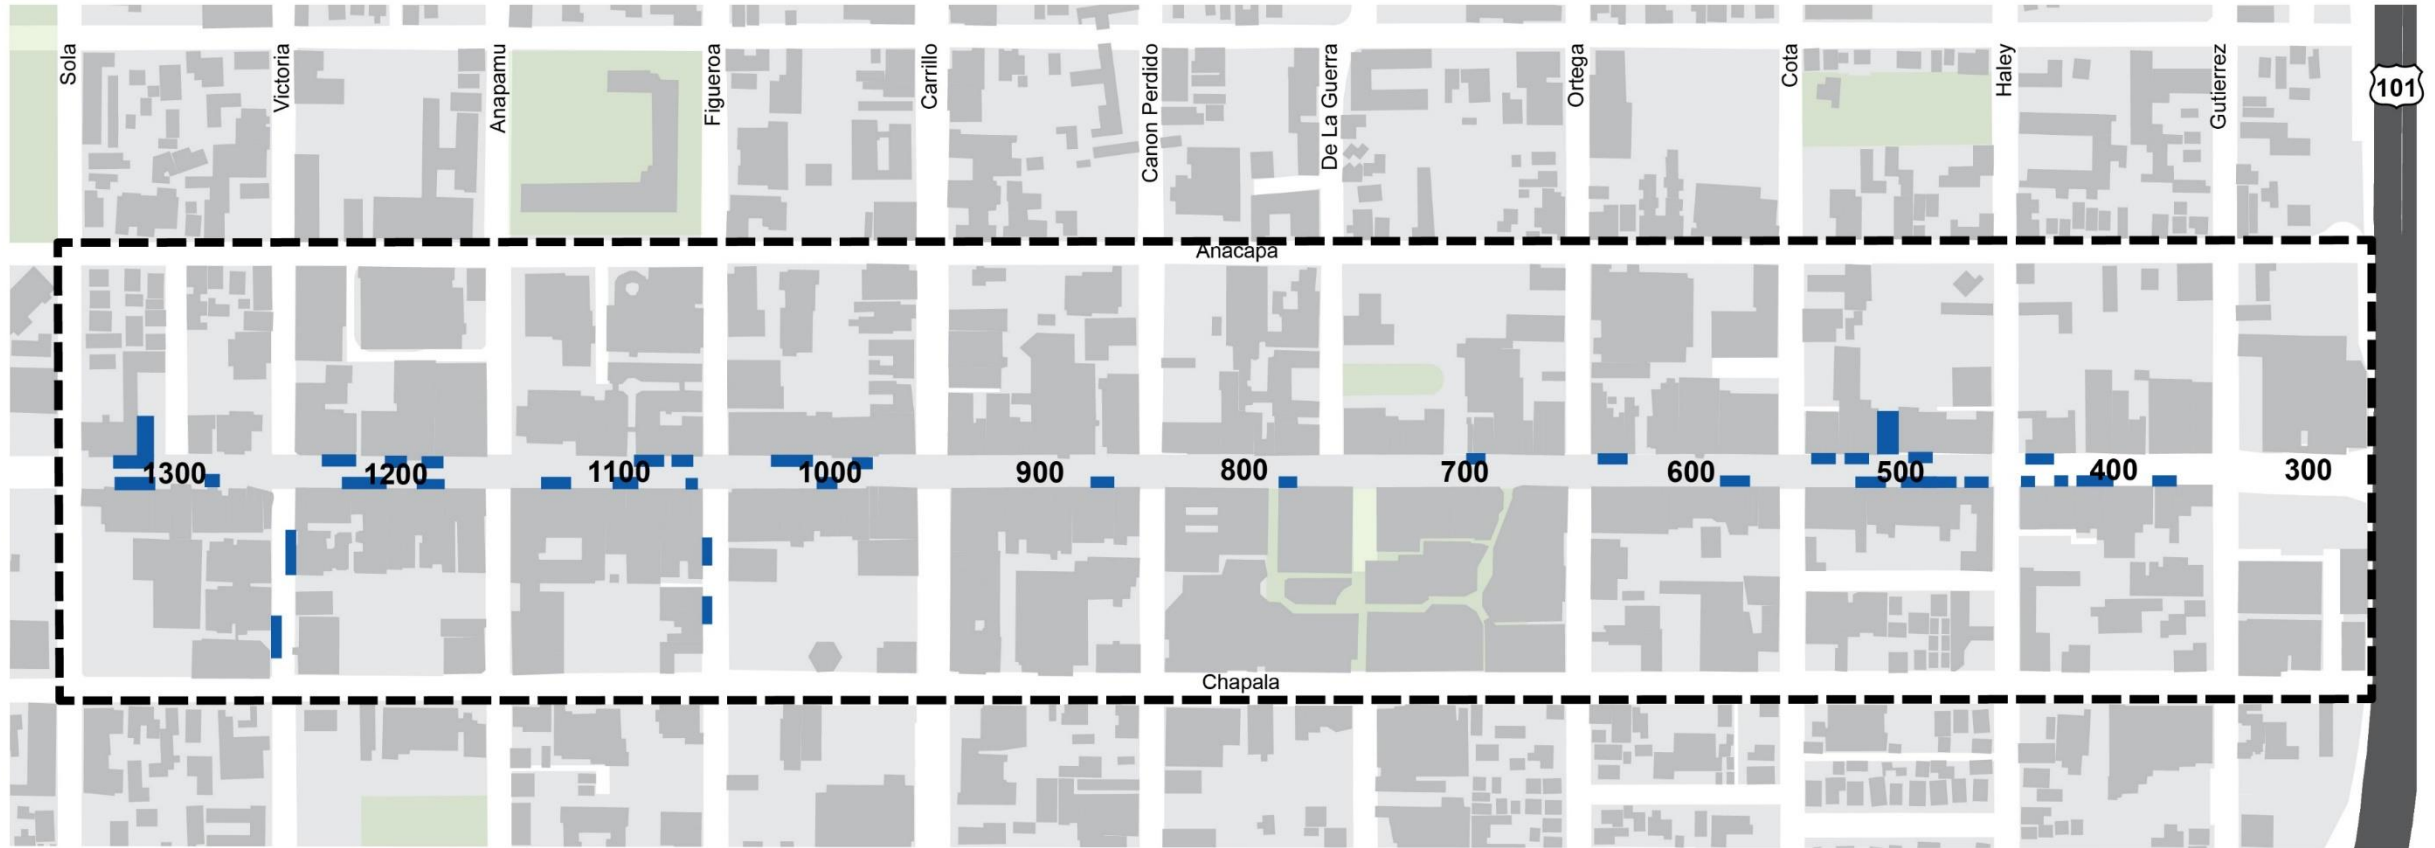 Sola
Victoria
Anapamu
Figueroa
Carrillo
Canon Perdido
De La Guerra
Ortega
Cota
Haley
Gutierrez
101
Anacapa
1300
1200
1100
1000
900
800
700
600
500
400
300
Chapala